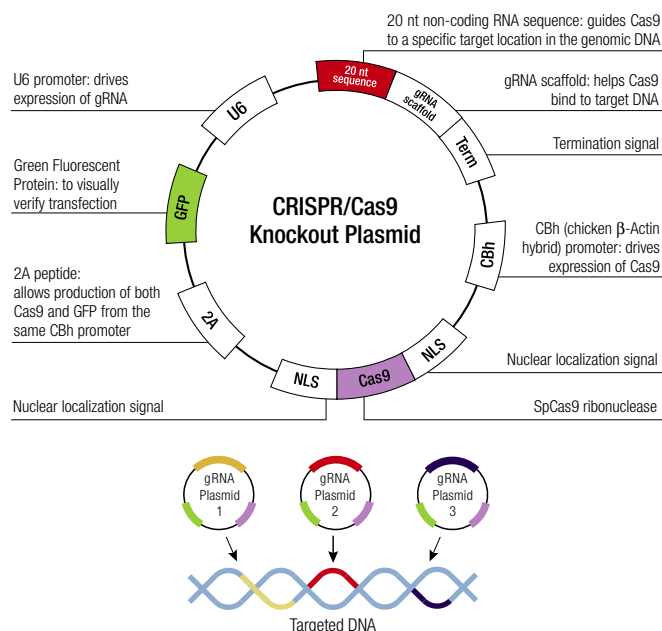 20 nt non-coding RNA sequence: guides Cas9
to a specific target location in the genomic DNA
U6 promoter: drives
expression of gRNA
gRNA scaffold: helps Cas9
bind to target DNA
Termination signal
Green Fluorescent
Protein: to visually
verify transfection
CBh (chicken β-Actin
hybrid) promoter: drives
expression of Cas9
2A peptide:
allows production of both
Cas9 and GFP from the
same CBh promoter
Nuclear localization signal
Nuclear localization signal
SpCas9 ribonuclease
20 nt
sequence
gRNA
scaffold
Term
CBh
NLS
Cas9
NLS
2A
GFP
U6
CRISPR/Cas9
Knockout Plasmid
gRNA
Plasmid
1
gRNA
Plasmid
2
gRNA
Plasmid
3
Targeted DNA